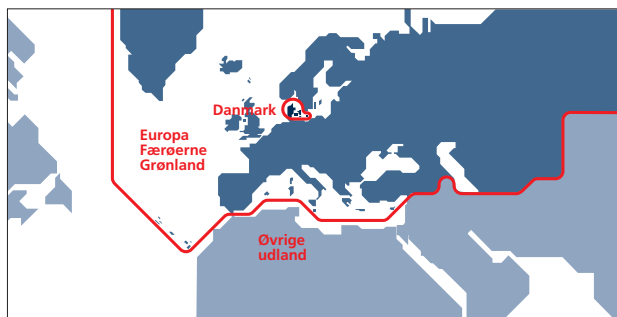 Danmark
Europa
Færøerne
Grønland
Øvrige
udland